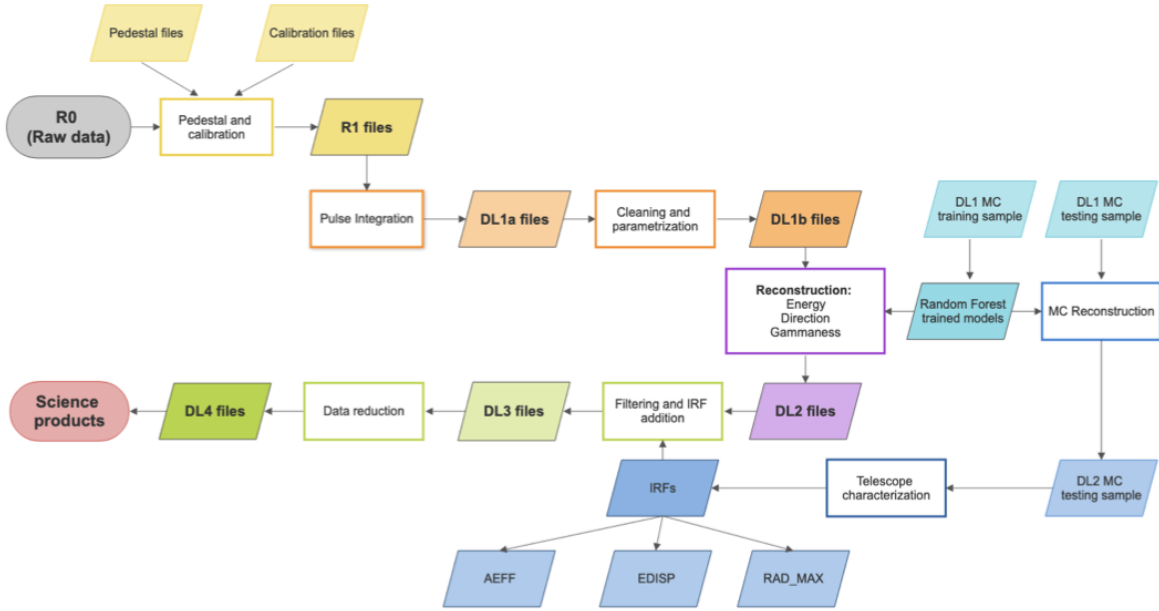 Pedestal files
Calibration files
R0
(Raw data)
Pedestal and
calibration
R1 files
Pulse Integration
DL1a files
Cleaning and
parametrization
DL1b files
DL1 MC
training sample
DL1 MC
testing sample
Reconstruction:
Energy
Direction
Gammaness
Random Forest
trained models
MC Reconstruction
Science
products
DL4 files
Data reduction
DL3 files
Filtering and IRF
addition
DL2 files
IRFs
Telescope
characterization
DL2 MC
testing sample
AEFF
EDISP
RAD_MAX